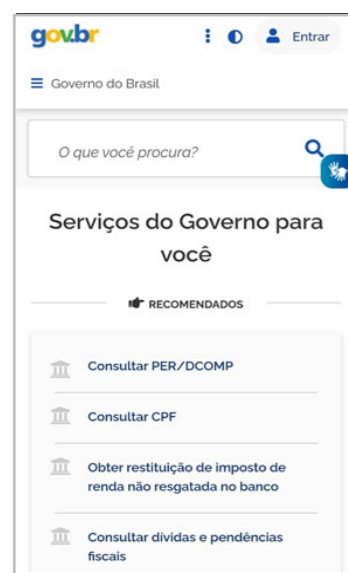 gov.br
Entrar
Governo do Brasil
O que você procura?
Serviços do Governo para
você
RECOMENDADOS
Consultar PER/DCOMP
Consultar CPF
Obter restituição de imposto de
renda não resgatada no banco
Consultar dívidas e pendências
fiscais